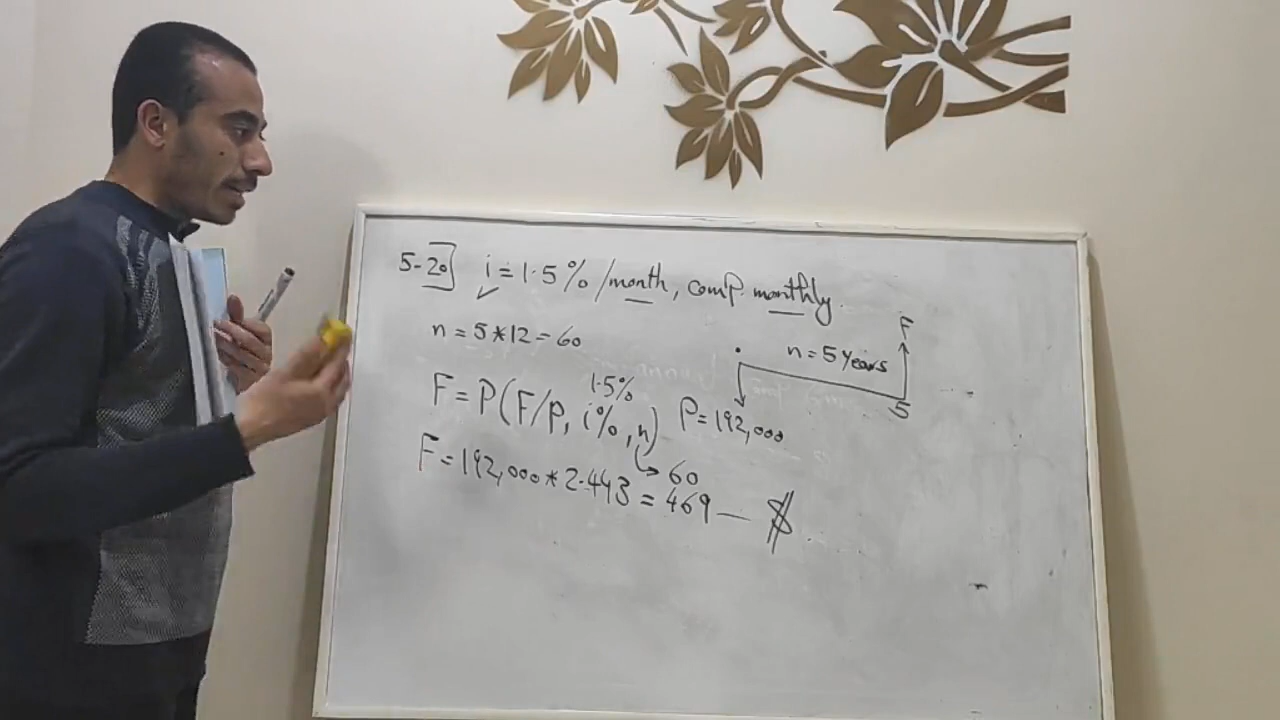 5-20] i = 1.5% /month, comp. monthly.
n = 5*12 = 60
F
n = 5 Years
5
1.5%
F = P(F/P, i%, n)
P = 192,000
60
F = 192,000 * 2.443 = 469 — $